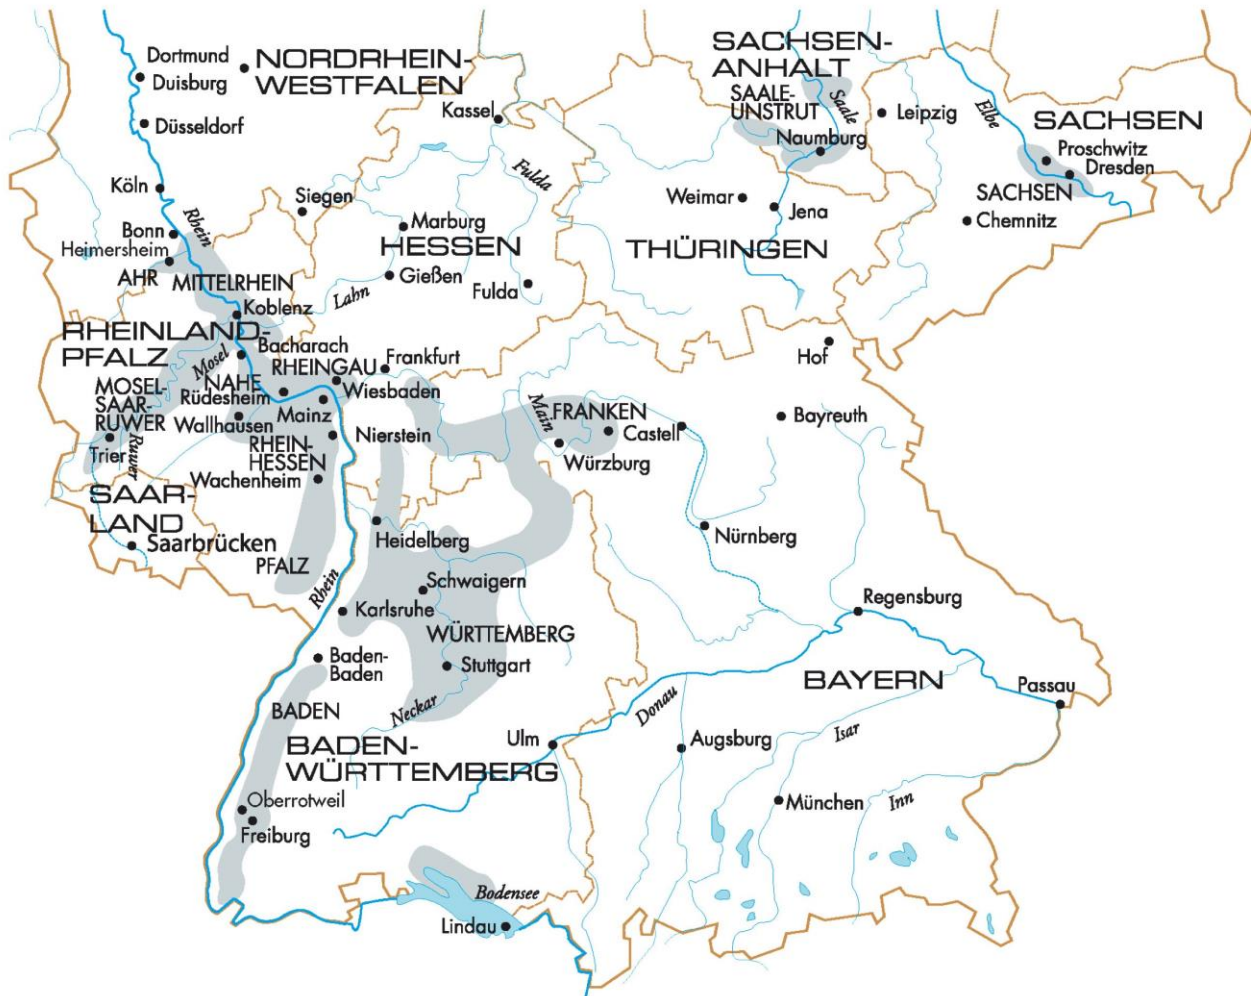 Dortmund
Duisburg
NORDRHEIN-
WESTFALEN
Düsseldorf
Köln
Rhein
Bonn
Heimersheim
AHR
MITTELRHEIN
Siegen
Kassel
Fulda
Marburg
HESSEN
Gießen
Lahn
Fulda
SACHSEN-
ANHALT
SAALE-
UNSTRUT
Saale
Naumburg
Leipzig
Elbe
SACHSEN
Proschwitz
Dresden
SACHSEN
Chemnitz
Weimar
Jena
THÜRINGEN
Koblenz
RHEINLAND-
PFALZ
Mosel
Bacharach
RHEINGAU
Frankfurt
MOSEL-
SAAR-
RUWER
NAHE
Rüdesheim
Wiesbaden
Mainz
Wallhausen
Trier
Ruwer
RHEIN-
HESSEN
Nierstein
Wachenheim
SAAR-
LAND
Saarbrücken
PFALZ
Rhein
Main
FRANKEN
Castell
Würzburg
Hof
Bayreuth
Nürnberg
Heidelberg
Schwaigern
Karlsruhe
WÜRTTEMBERG
Baden-
Baden
Stuttgart
BADEN
Neckar
BADEN-
WÜRTTEMBERG
Ulm
Donau
Regensburg
BAYERN
Passau
Augsburg
Isar
München
Inn
Oberrotweil
Freiburg
Bodensee
Lindau